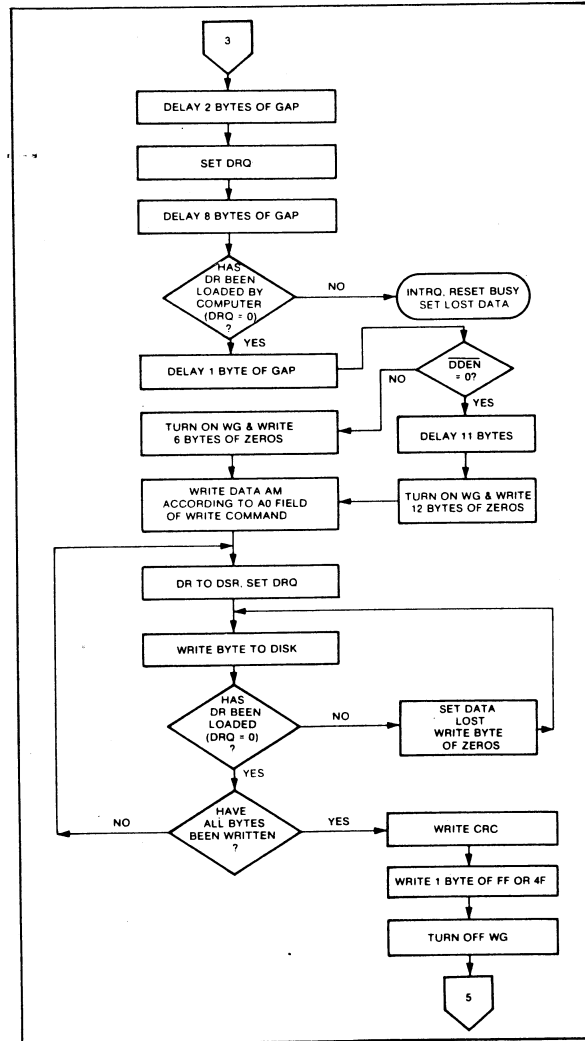 3
DELAY 2 BYTES OF GAP
SET DRQ
DELAY 8 BYTES OF GAP
HAS
DR BEEN
LOADED BY
COMPUTER
(DRQ = 0)
?
NO
INTRQ, RESET BUSY
SET LOST DATA
YES
DELAY 1 BYTE OF GAP
DDEN
= 0?
NO
YES
TURN ON WG & WRITE
6 BYTES OF ZEROS
DELAY 11 BYTES
WRITE DATA AM
ACCORDING TO A0 FIELD
OF WRITE COMMAND
TURN ON WG & WRITE
12 BYTES OF ZEROS
DR TO DSR, SET DRQ
WRITE BYTE TO DISK
HAS
DR BEEN
LOADED
(DRQ = 0)
?
NO
SET DATA
LOST
WRITE BYTE
OF ZEROS
YES
HAVE
ALL BYTES
BEEN WRITTEN
?
NO
YES
WRITE CRC
WRITE 1 BYTE OF FF OR 4F
TURN OFF WG
5